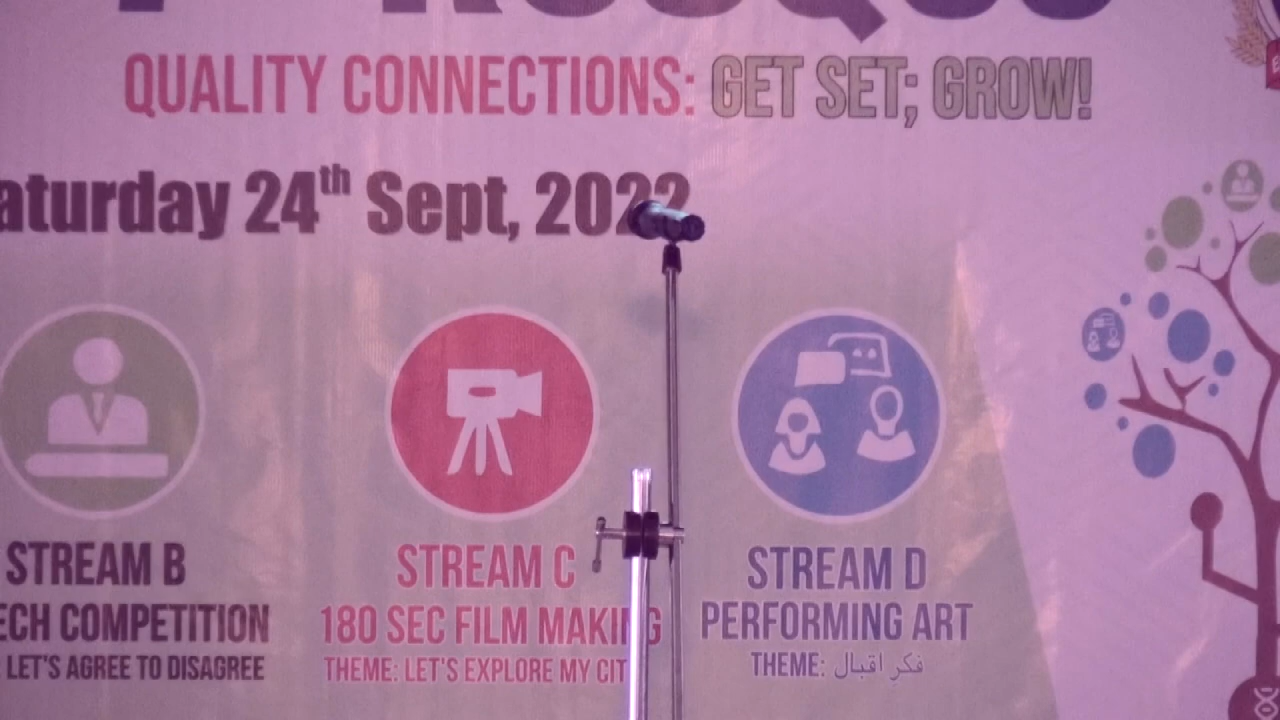 QUALITY CONNECTIONS: GET SET; GROW!
aturday 24th Sept, 2022
STREAM B
ECH COMPETITION
LET'S AGREE TO DISAGREE
STREAM C
180 SEC FILM MAKING
THEME: LET'S EXPLORE MY CIT
STREAM D
PERFORMING ART
THEME: فکرِ اقبال